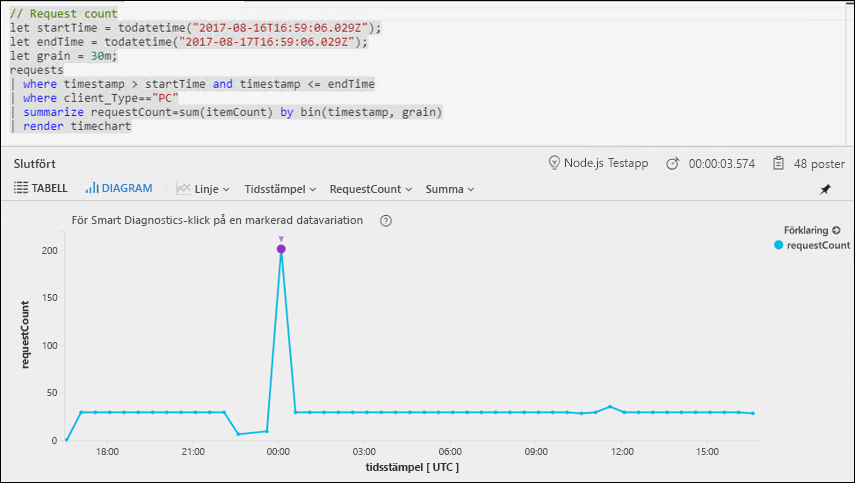 // Request count
let startTime = todatetime("2017-08-16T16:59:06.029Z");
let endTime = todatetime("2017-08-17T16:59:06.029Z");
let grain = 30m;
requests
| where timestamp > startTime and timestamp <= endTime
| where client_Type=="PC"
| summarize requestCount=sum(itemCount) by bin(timestamp, grain)
| render timechart
Slutfört Node.js Testapp 00:00:03.574 48 poster
TABELL DIAGRAM Linje Tidsstämpel RequestCount Summa
För Smart Diagnostics-klick på en markerad datavariation ?
Förklaring
requestCount
200
150
100
50
0
requestCount
18:00 21:00 00:00 03:00 06:00 09:00 12:00 15:00
tidsstämpel [ UTC ]